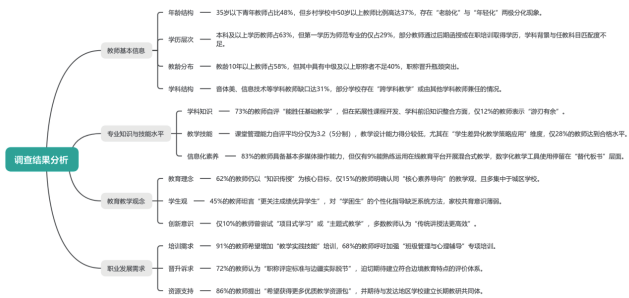 调查结果分析
教师基本信息
年龄结构
35岁以下青年教师占比48%，但乡村学校中50岁以上教师比例高达37%，存在“老龄化”与“年轻化”两极分化现象。
学历层次
本科及以上学历教师占63%，但第一学历为师范专业的仅占29%，部分教师通过后期函授或在职培训取得学历，学科背景与任教科目匹配度不
足。
教龄分布
教龄10年以上教师占58%，但其中具有中级及以上职称者不足40%，职称晋升瓶颈突出。
学科结构
音体美、信息技术等学科教师缺口达31%，部分学校存在“跨学科教学”或由其他学科教师兼任的情况。
专业知识与技能水平
学科知识
73%的教师自评“能胜任基础教学”，但在拓展性课程开发、学科前沿知识整合方面，仅12%的教师表示“游刃有余”。
教学技能
课堂管理能力自评平均分仅为3.2（5分制），教学设计能力得分较低，尤其在“学生差异化教学策略应用”维度，仅28%的教师达到合格水平。
信息化素养
83%的教师具备基本多媒体操作能力，但仅有9%能熟练运用在线教育平台开展混合式教学，数字化教学工具使用停留在“替代板书”层面。
教育教学观念
教育理念
62%的教师仍以“知识传授”为核心目标，仅15%的教师明确认同“核心素养导向”的教学观，且多集中于城区学校。
学生观
45%的教师坦言“更关注成绩优异学生”，对“学困生”的个性化指导缺乏系统方法，家校共育意识薄弱。
创新意识
仅10%的教师曾尝试“项目式学习”或“主题式教学”，多数教师认为“传统讲授法更高效”。
职业发展需求
培训需求
91%的教师希望增加“教学实践技能”培训，68%的教师呼吁加强“班级管理与心理辅导”专项培训。
晋升诉求
72%的教师认为“职称评定标准与边疆实际脱节”，迫切期待建立符合边境教育特点的评价体系。
资源支持
86%的教师提出“希望获得更多优质教学资源包”，并期待与发达地区学校建立长期教研共同体。